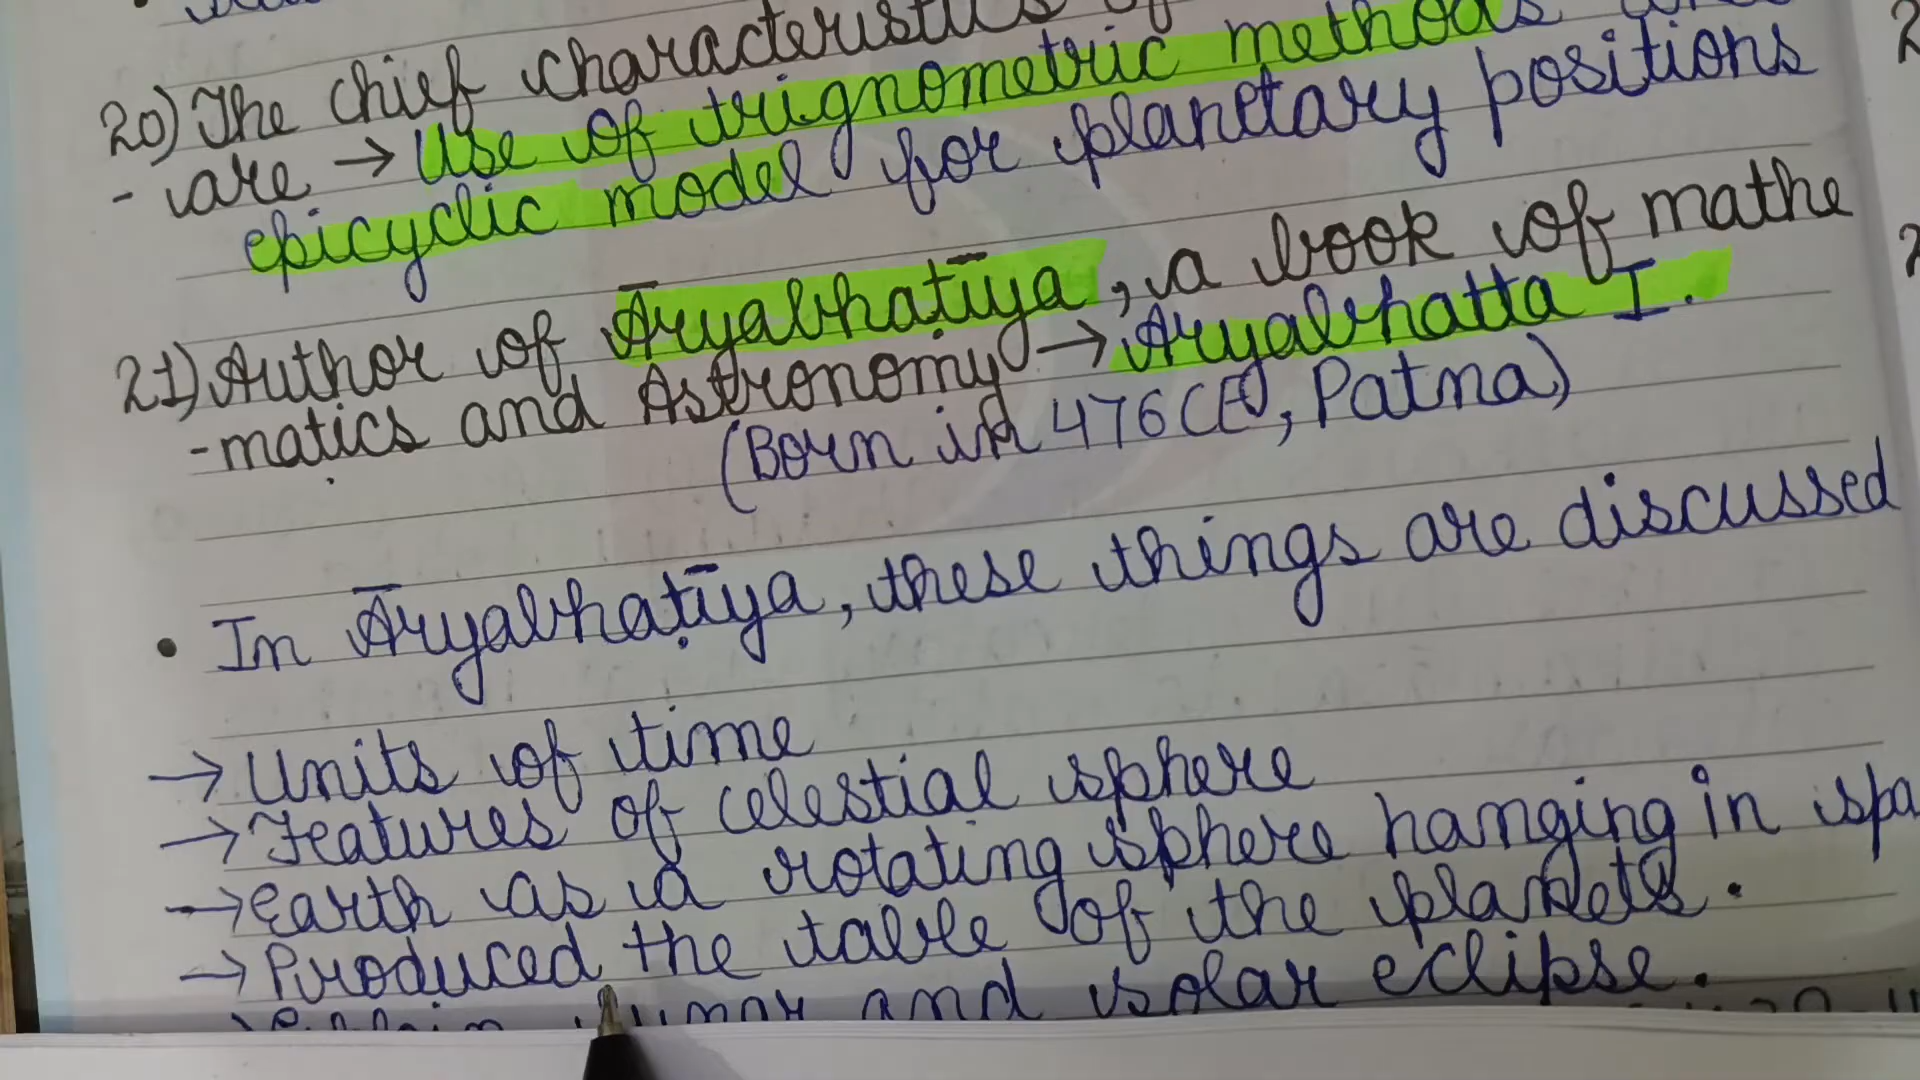 20) The chief characteristics of
- are → Use of trignometric methods
epicyclic model for planetary positions
21) Author of Āryabhaṭīya, a book of mathe
-matics and Astronomy → Aryabhatta I.
(Born in 476 CE, Patna)
• In Āryabhaṭīya, these things are discussed
→ Units of time
→ Features of celestial sphere
→ Earth as a rotating sphere hanging in spa
→ Produced the table of the planets.
lunar and solar eclipse.